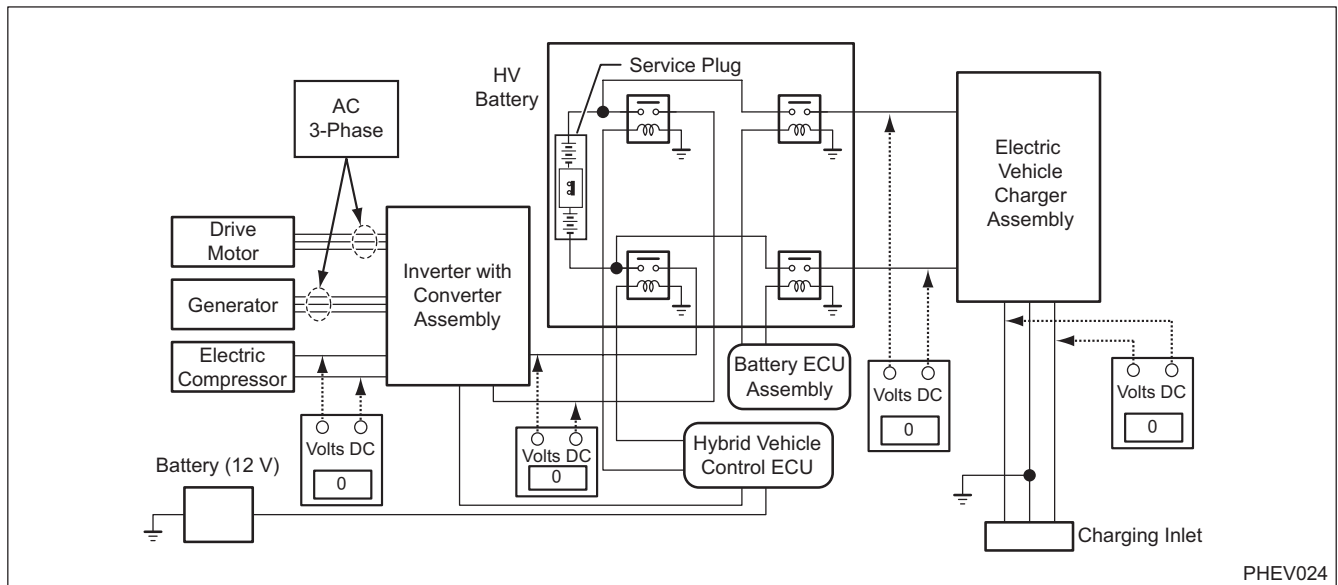 HV
Battery
Service Plug
AC
3-Phase
Drive
Motor
Generator
Electric
Compressor
Inverter with
Converter
Assembly
Electric
Vehicle
Charger
Assembly
Battery ECU
Assembly
Hybrid Vehicle
Control ECU
Volts DC
0
Volts DC
0
Volts DC
0
Volts DC
0
Battery (12 V)
Charging Inlet
PHEV024